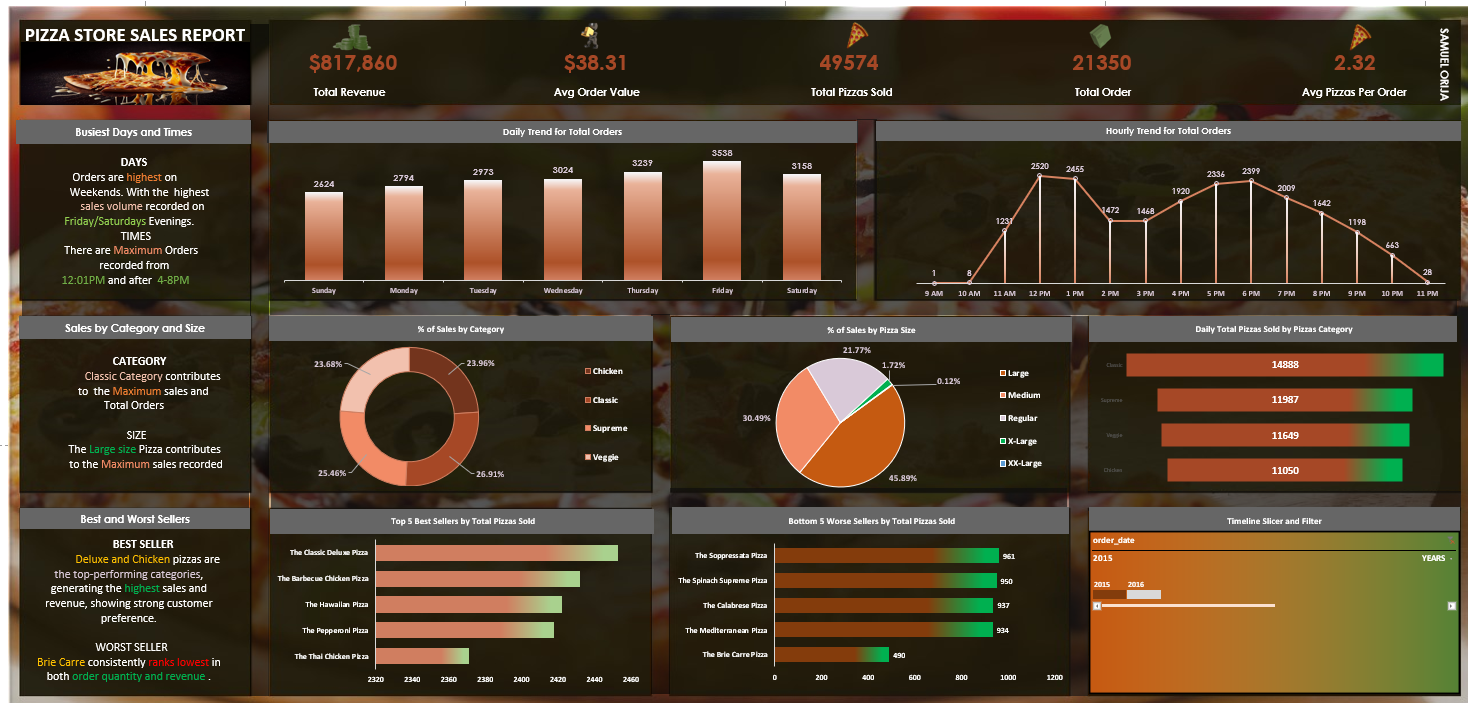 PIZZA STORE SALES REPORT
$817,860
Total Revenue
$38.31
Avg Order Value
49574
Total Pizzas Sold
21350
Total Order
2.32
Avg Pizzas Per Order
SAMUEL ORIJA
Busiest Days and Times
DAYS
Orders are highest on
Weekends. With the highest
sales volume recorded on
Friday/Saturdays Evenings.
TIMES
There are Maximum Orders
recorded from
12:01PM and after 4-8PM
Daily Trend for Total Orders
2624
2794
2973
3024
3239
3538
3158
Sunday
Monday
Tuesday
Wednesday
Thursday
Friday
Saturday
Hourly Trend for Total Orders
1
8
1231
2520
2455
1472
1468
1920
2336
2399
2009
1642
1198
663
28
9 AM
10 AM
11 AM
12 PM
1 PM
2 PM
3 PM
4 PM
5 PM
6 PM
7 PM
8 PM
9 PM
10 PM
11 PM
Sales by Category and Size
CATEGORY
Classic Category contributes
to the Maximum sales and
Total Orders
SIZE
The Large size Pizza contributes
to the Maximum sales recorded
% of Sales by Category
23.68%
23.96%
25.46%
26.91%
Chicken
Classic
Supreme
Veggie
% of Sales by Pizza Size
21.77%
1.72%
0.12%
30.49%
45.89%
Large
Medium
Regular
X-Large
XX-Large
Daily Total Pizzas Sold by Pizzas Category
Classic
14888
Supreme
11987
Veggie
11649
Chicken
11050
Best and Worst Sellers
BEST SELLER
Deluxe and Chicken pizzas are
the top-performing categories,
generating the highest sales and
revenue, showing strong customer
preference.
WORST SELLER
Brie Carre consistently ranks lowest in
both order quantity and revenue .
Top 5 Best Sellers by Total Pizzas Sold
The Classic Deluxe Pizza
The Barbecue Chicken Pizza
The Hawaiian Pizza
The Pepperoni Pizza
The Thai Chicken Pizza
2320
2340
2360
2380
2400
2420
2440
2460
Bottom 5 Worse Sellers by Total Pizzas Sold
The Soppressata Pizza
961
The Spinach Supreme Pizza
950
The Calabrese Pizza
937
The Mediterranean Pizza
934
The Brie Carre Pizza
490
0
200
400
600
800
1000
1200
Timeline Slicer and Filter
order_date
2015
YEARS
2015
2016